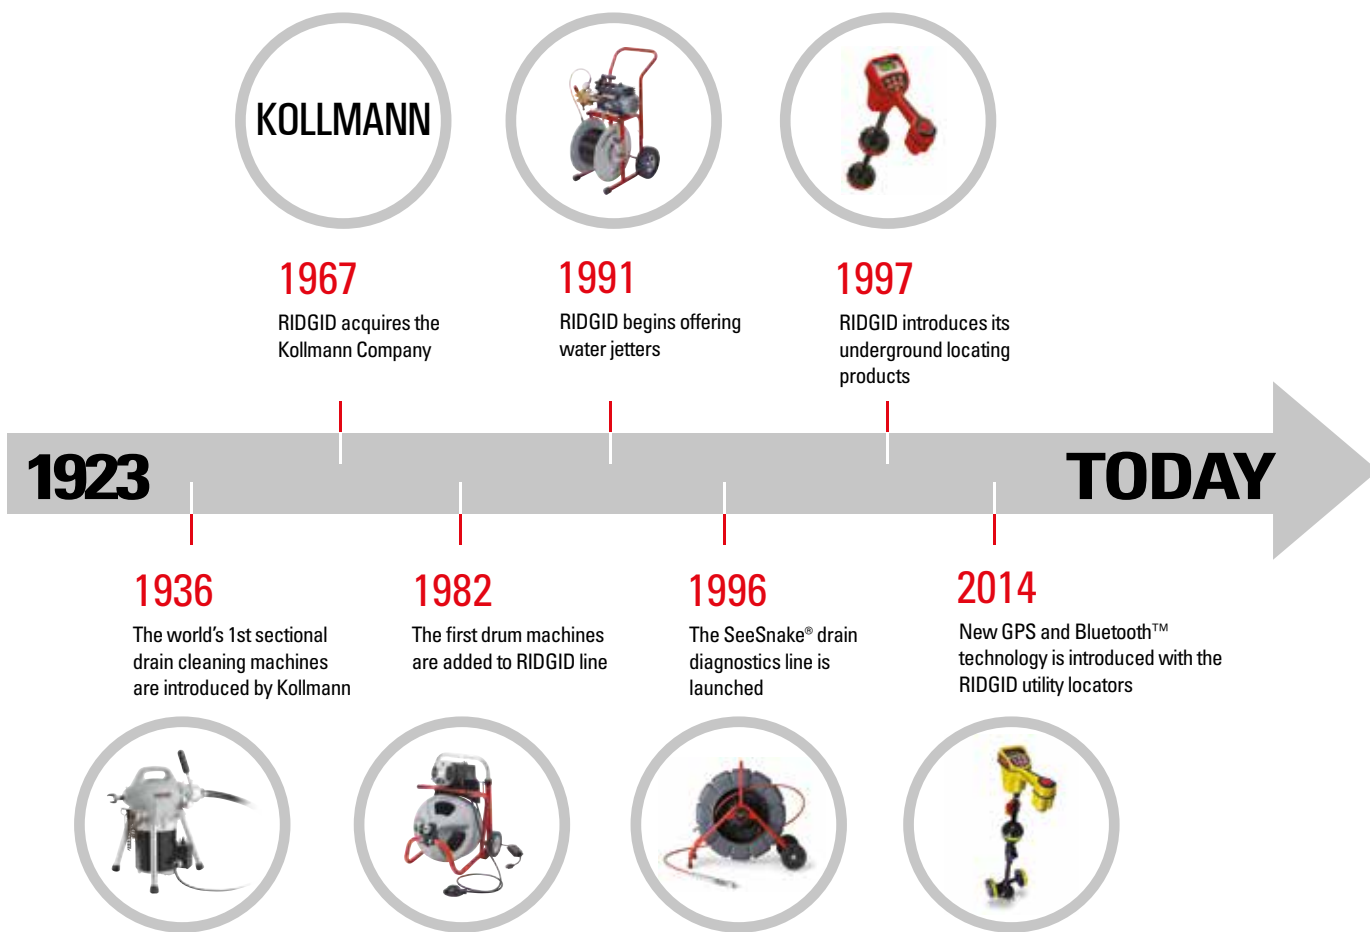 KOLLMANN
1967
RIDGID acquires the
Kollmann Company
1991
RIDGID begins offering
water jetters
1997
RIDGID introduces its
underground locating
products
1923
TODAY
1936
The world's 1st sectional
drain cleaning machines
are introduced by Kollmann
1982
The first drum machines
are added to RIDGID line
1996
The SeeSnake® drain
diagnostics line is
launched
2014
New GPS and Bluetooth™
technology is introduced with the
RIDGID utility locators